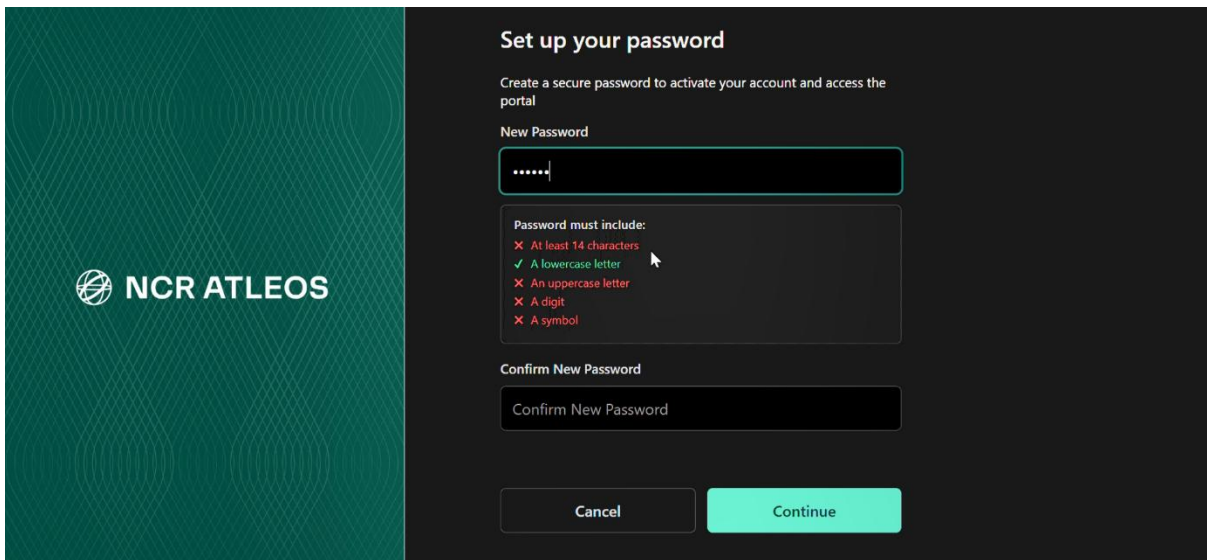 NCR ATLEOS
Set up your password
Create a secure password to activate your account and access the
portal
New Password
••••••
Password must include:
✕ At least 14 characters
✓ A lowercase letter
✕ An uppercase letter
✕ A digit
✕ A symbol
Confirm New Password
Confirm New Password
Cancel
Continue